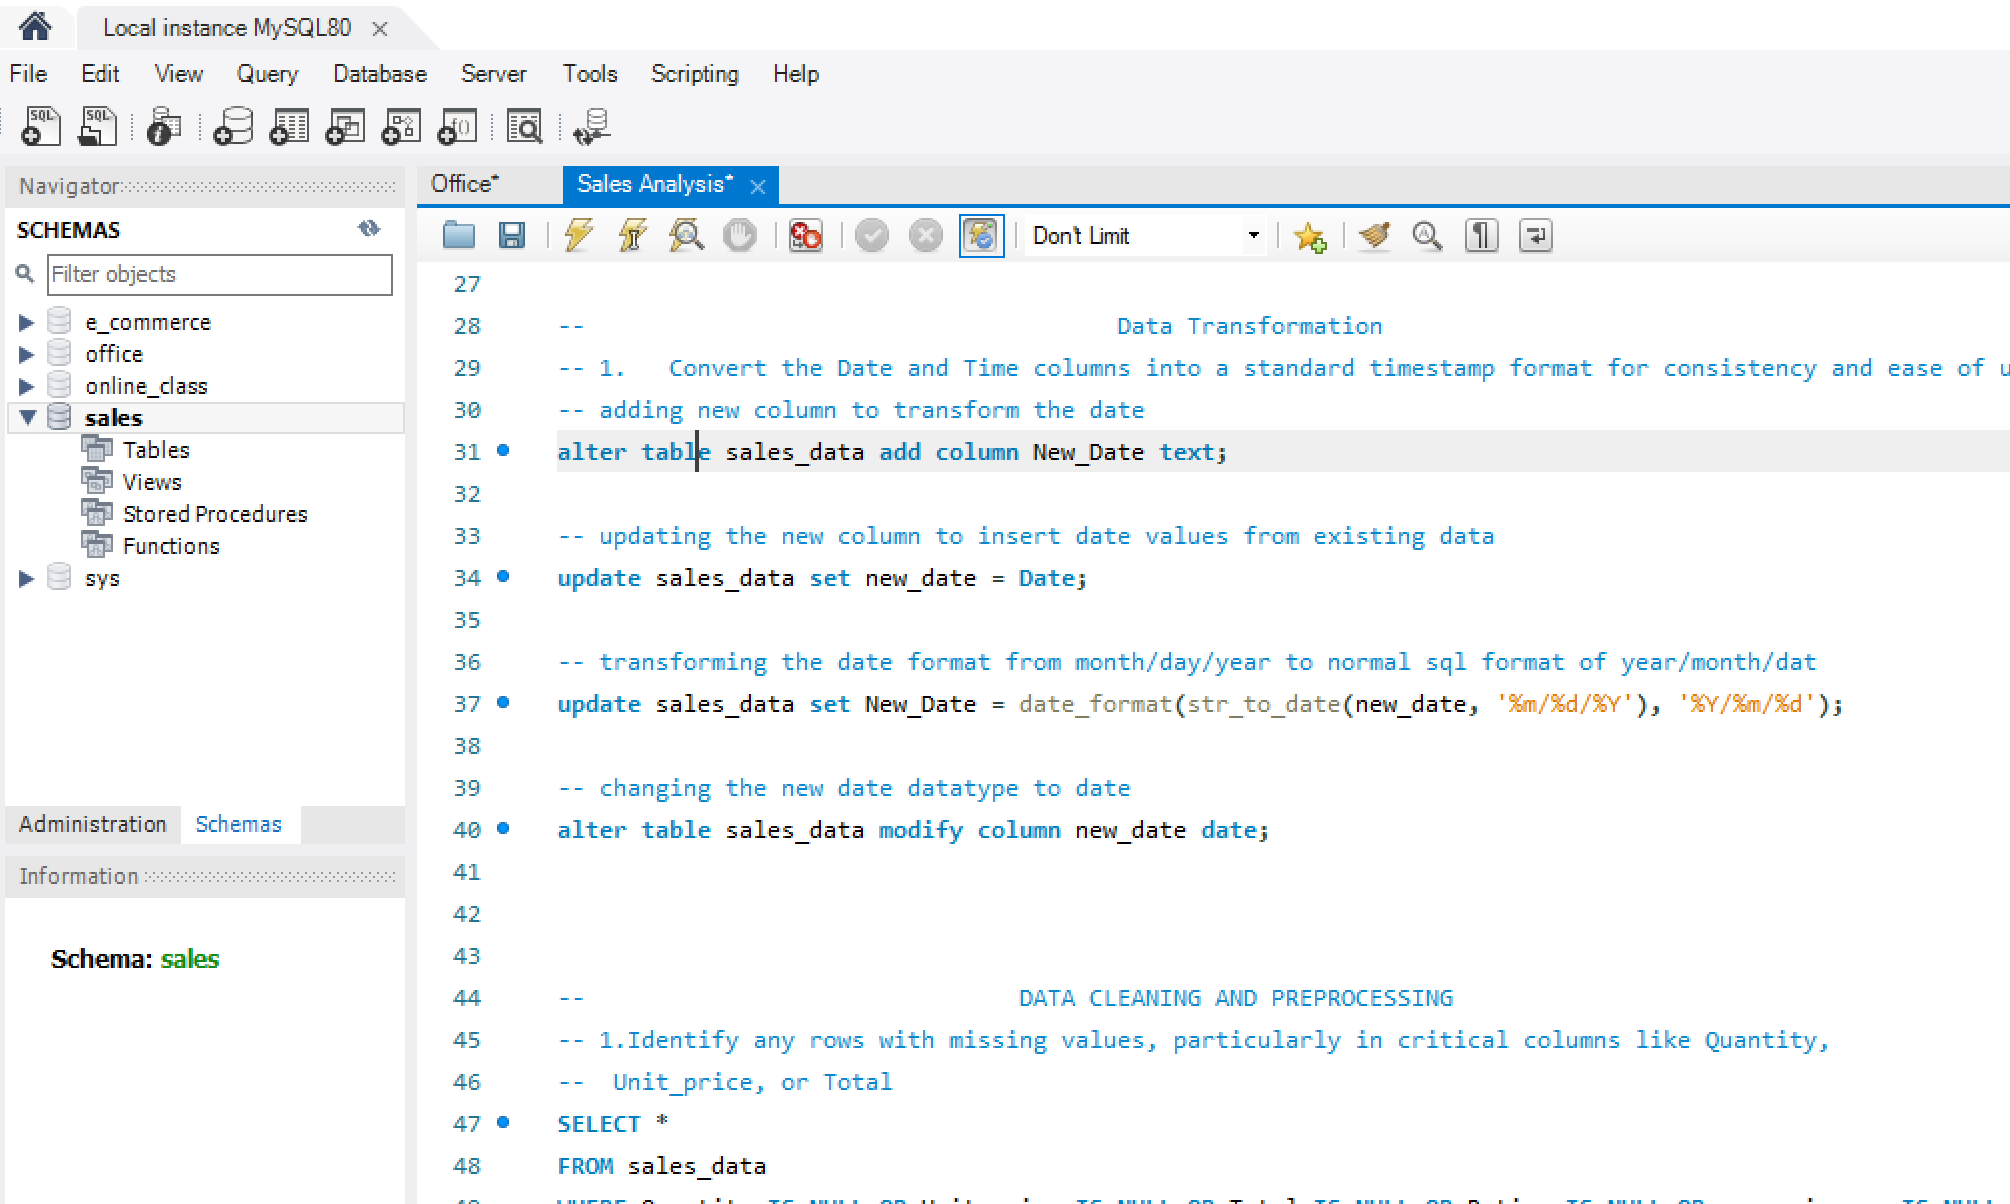 Local instance MySQL80
File Edit View Query Database Server Tools Scripting Help
Navigator
SCHEMAS
Filter objects
e_commerce
office
online_class
sales
Tables
Views
Stored Procedures
Functions
sys
Administration Schemas
Information
Schema: sales
Office* Sales Analysis*
Don't Limit
27
28 -- Data Transformation
29 -- 1. Convert the Date and Time columns into a standard timestamp format for consistency and ease of
30 -- adding new column to transform the date
31 alter table sales_data add column New_Date text;
32
33 -- updating the new column to insert date values from existing data
34 update sales_data set new_date = Date;
35
36 -- transforming the date format from month/day/year to normal sql format of year/month/dat
37 update sales_data set New_Date = date_format(str_to_date(new_date, '%m/%d/%Y'), '%Y/%m/%d');
38
39 -- changing the new date datatype to date
40 alter table sales_data modify column new_date date;
41
42
43
44 -- DATA CLEANING AND PREPROCESSING
45 -- 1.Identify any rows with missing values, particularly in critical columns like Quantity,
46 -- Unit_price, or Total
47 SELECT *
48 FROM sales_data